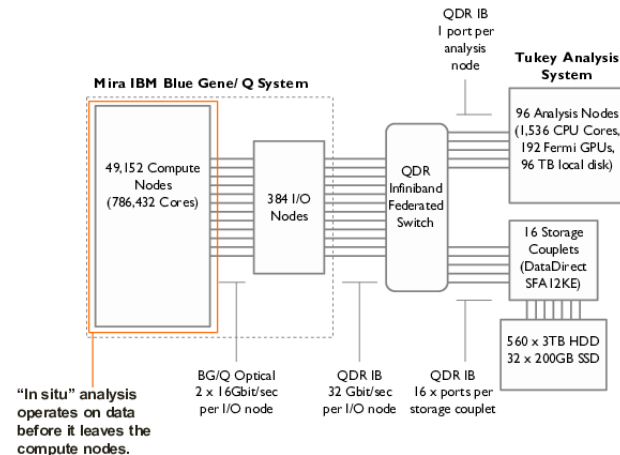 QDR IB
1 port per
analysis
node
Tukey Analysis
System
Mira IBM Blue Gene/ Q System
49,152 Compute
Nodes
(786,432 Cores)
384 I/O
Nodes
QDR
Infiniband
Federated
Switch
96 Analysis Nodes
(1,536 CPU Cores,
192 Fermi GPUs,
96 TB local disk)
16 Storage
Couplets
(DataDirect
SFA12KE)
560 x 3TB HDD
32 x 200GB SSD
BG/Q Optical
2 x 16Gbit/sec
per I/O node
QDR IB
32 Gbit/sec
per I/O node
QDR IB
16 x ports per
storage couplet
"In situ" analysis
operates on data
before it leaves the
compute nodes.